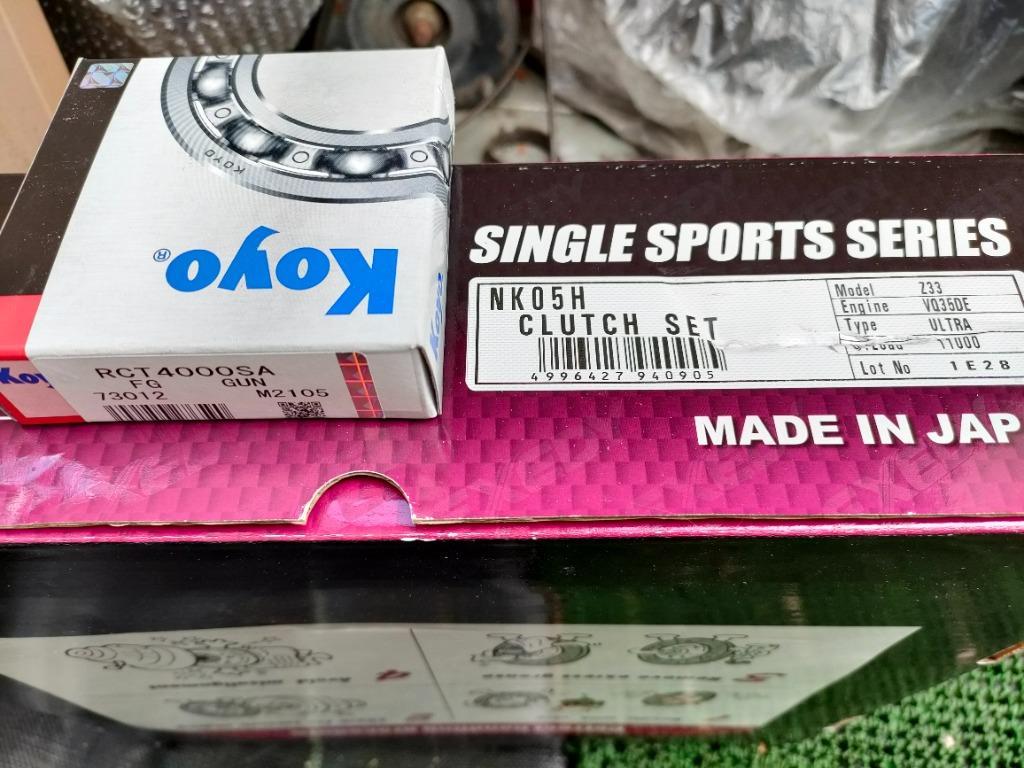 KOYO
Koyo®
RCT4000SA
FG GUN
73012 M2105
SINGLE SPORTS SERIES
NK05H
CLUTCH SET
4996427 940905
Model Z33
Engine VQ35DE
Type ULTRA
11000
Lot No 1E28
MADE IN JAP